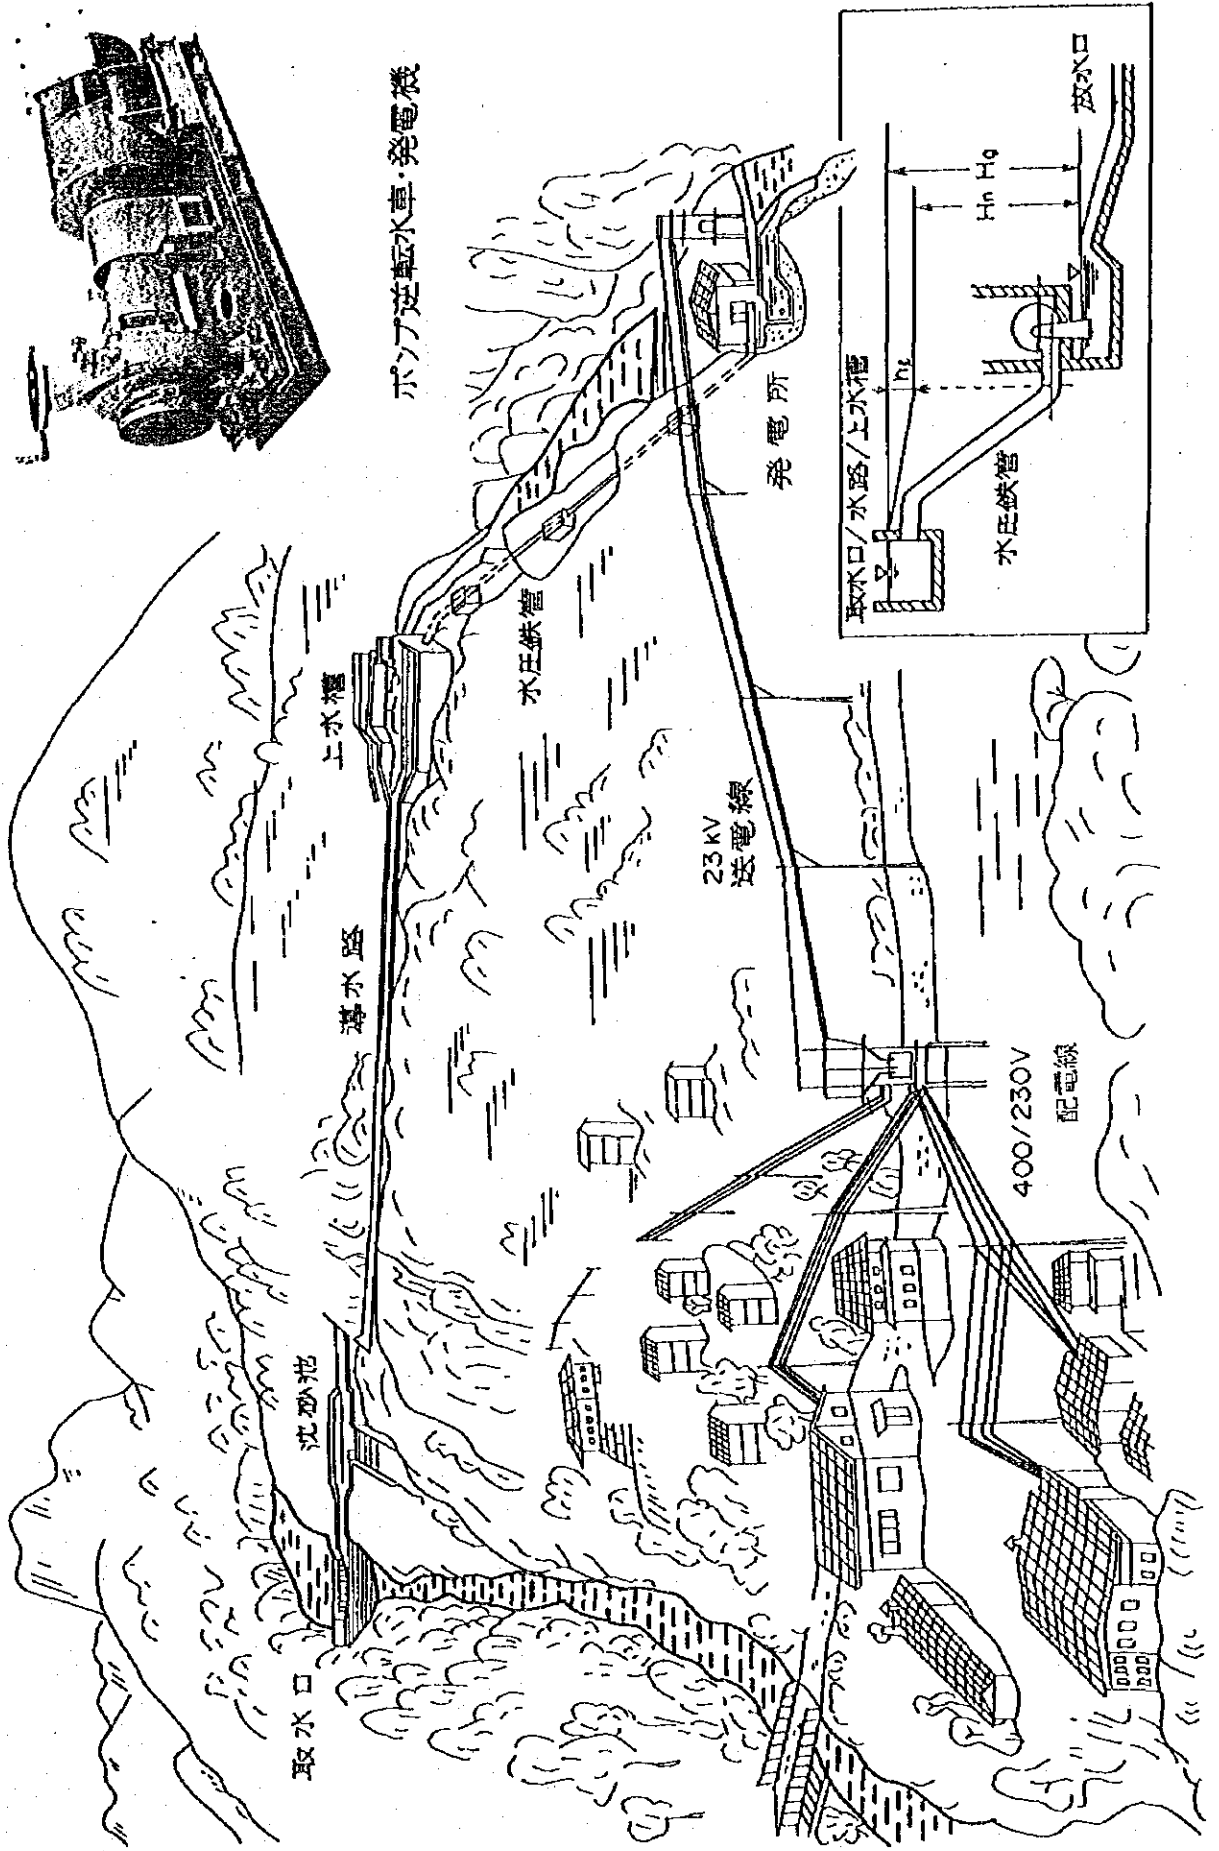 ポンプ逆転水車・発電機
取水口
沈砂池
導水路
上水槽
水圧鉄管
発電所
23kV
送電線
400/230V
配電線
取水口/水路/上水槽
水圧鉄管
hℓ
Hn
Hg
放水口